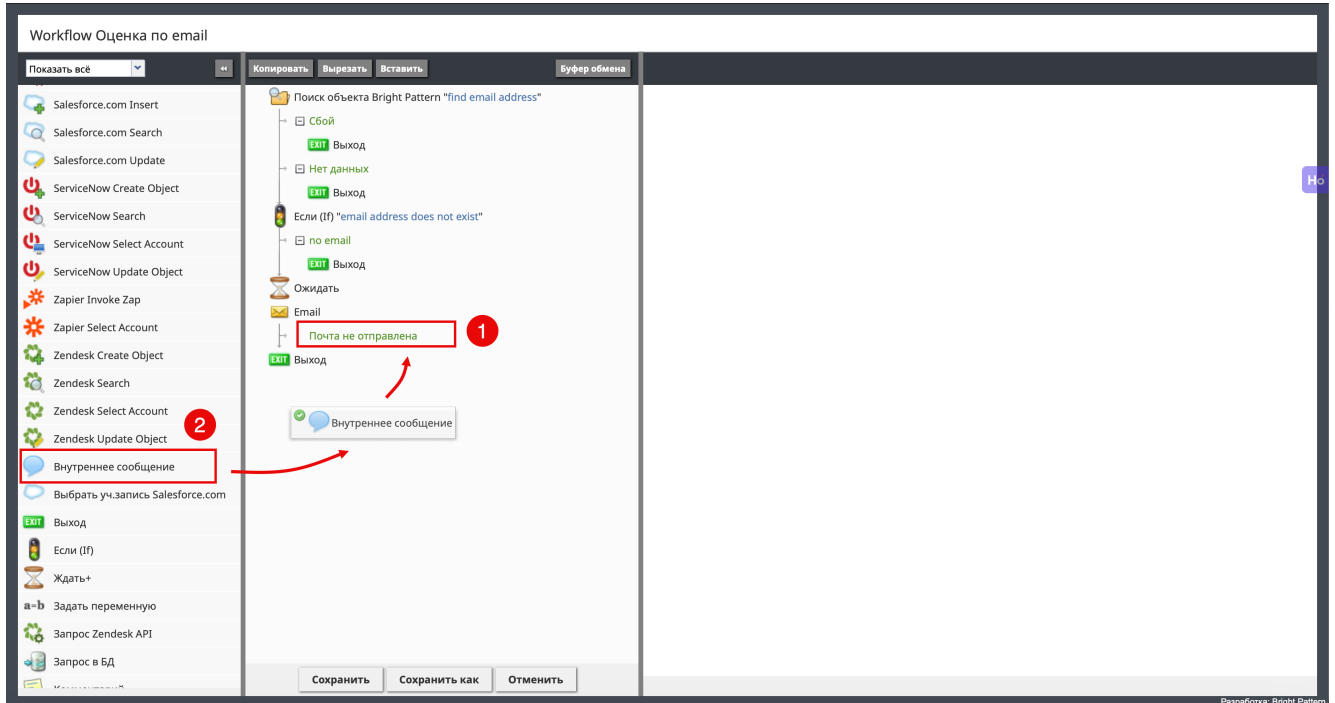 Workflow Оценка по email
Показать всё
Копировать Вырезать Вставить Буфер обмена
Salesforce.com Insert
Salesforce.com Search
Salesforce.com Update
ServiceNow Create Object
ServiceNow Search
ServiceNow Select Account
ServiceNow Update Object
Zapier Invoke Zap
Zapier Select Account
Zendesk Create Object
Zendesk Search
Zendesk Select Account
Zendesk Update Object
2
Внутреннее сообщение
Выбрать уч.запись Salesforce.com
EXIT Выход
Если (If)
Ждать+
a=b Задать переменную
Запрос Zendesk API
Запрос в БД
Комментарий
Поиск объекта Bright Pattern "find email address"
Сбой
EXIT Выход
Нет данных
EXIT Выход
Если (If) "email address does not exist"
no email
EXIT Выход
Ожидать
Email
Почта не отправлена
1
EXIT Выход
Внутреннее сообщение
Сохранить Сохранить как Отменить
Разработка: Bright Pattern